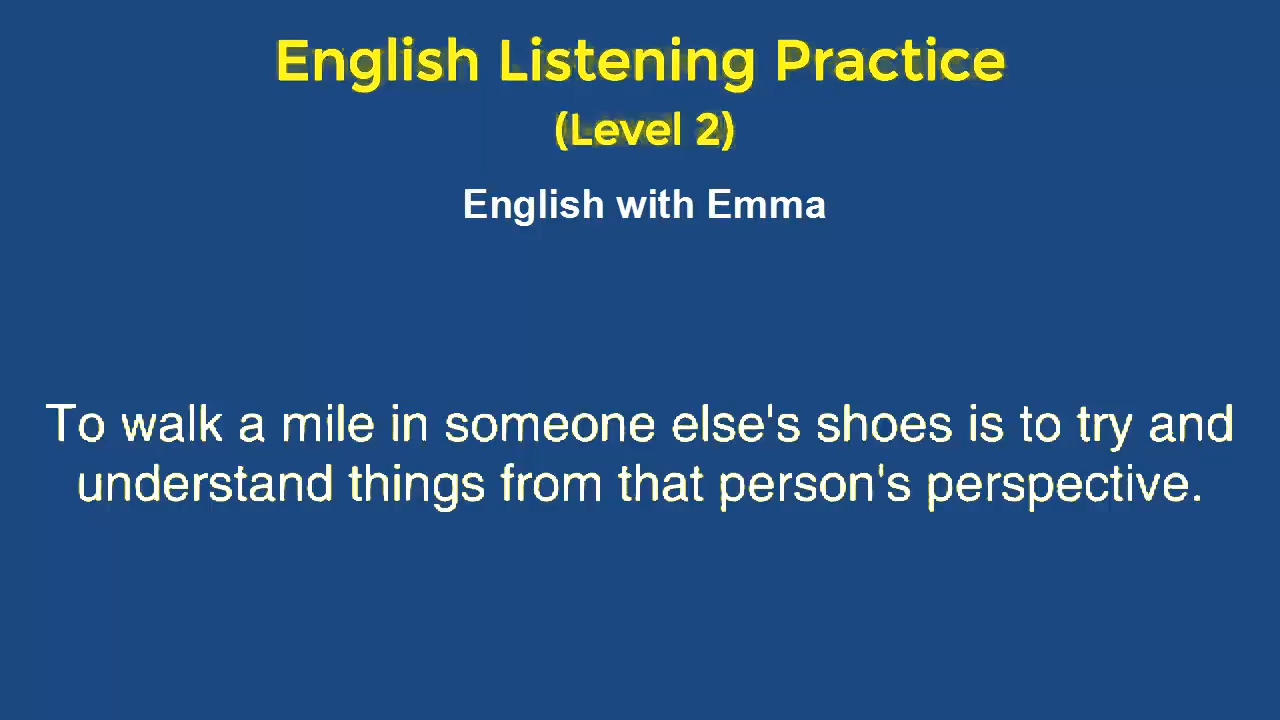 English Listening Practice
(Level 2)
English with Emma
To walk a mile in someone else's shoes is to try and
understand things from that person's perspective.